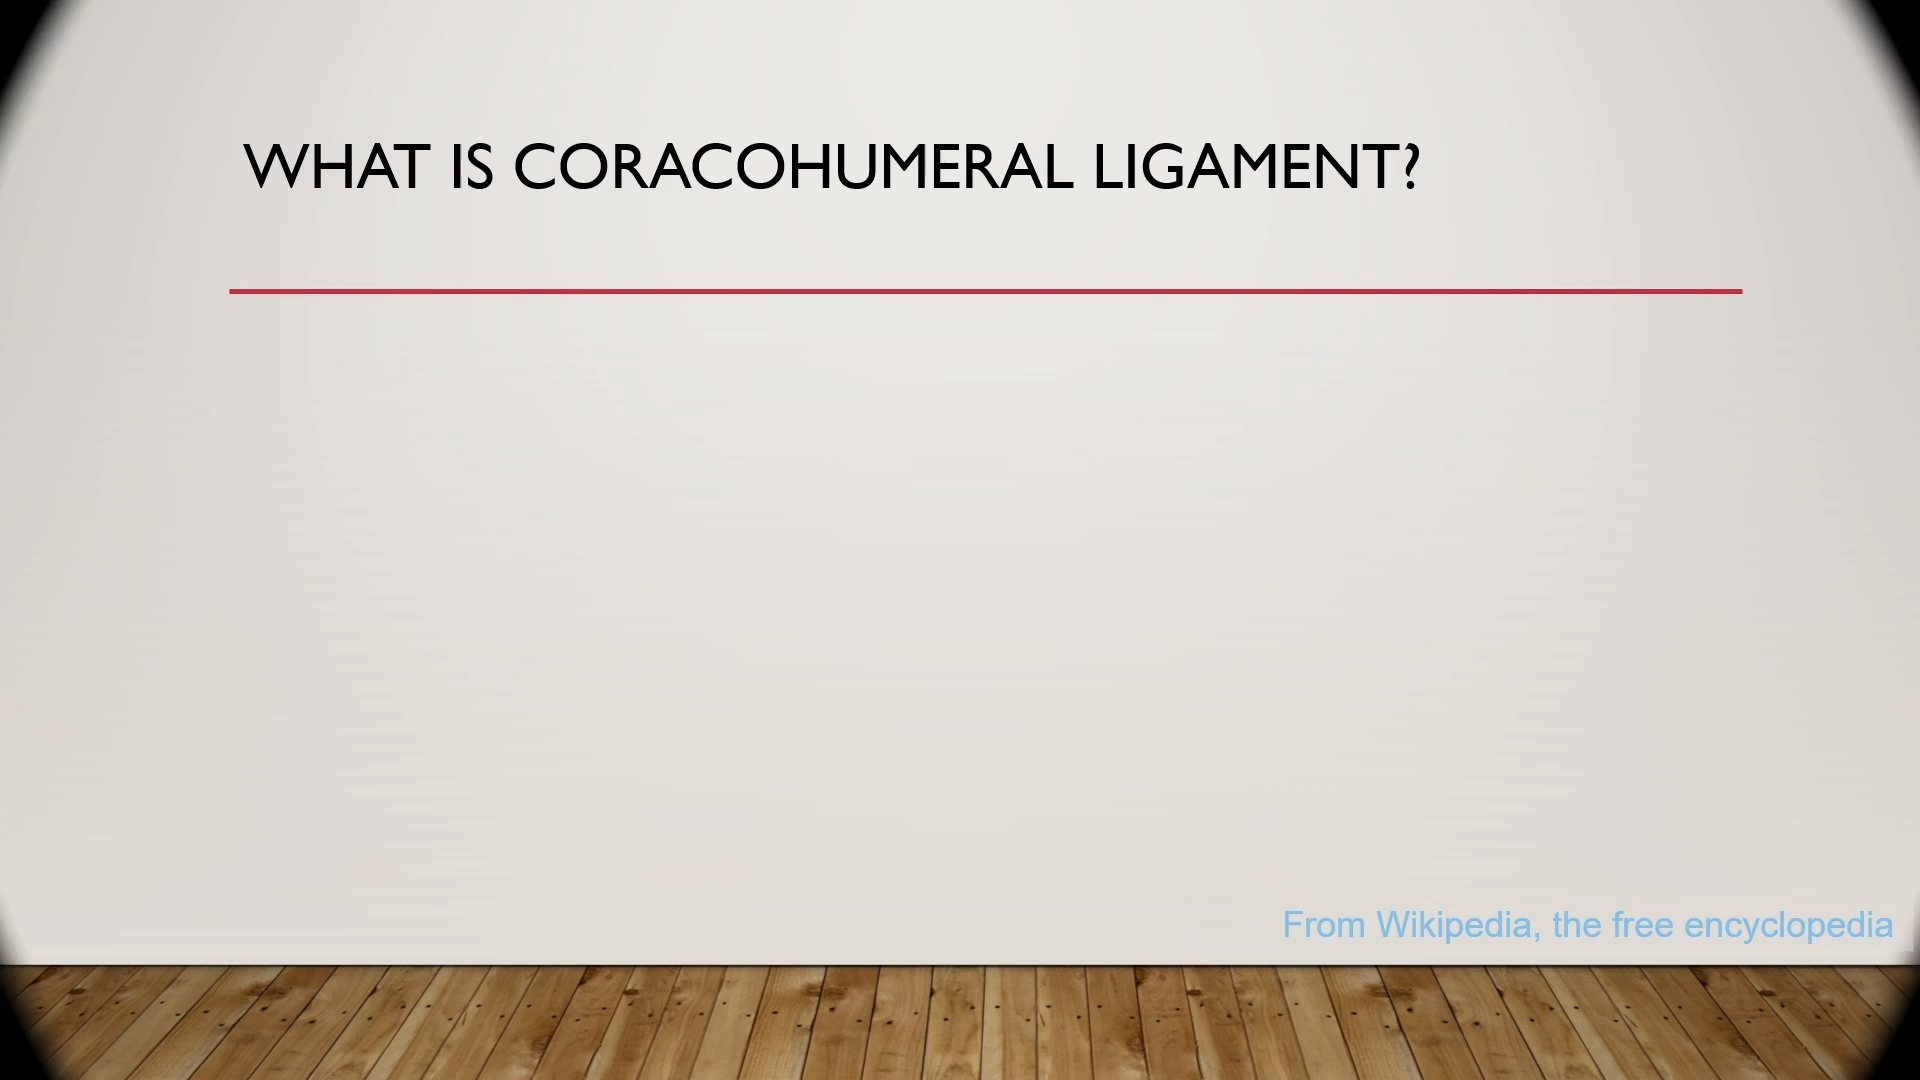 WHAT IS CORACOHUMERAL LIGAMENT?
From Wikipedia, the free encyclopedia